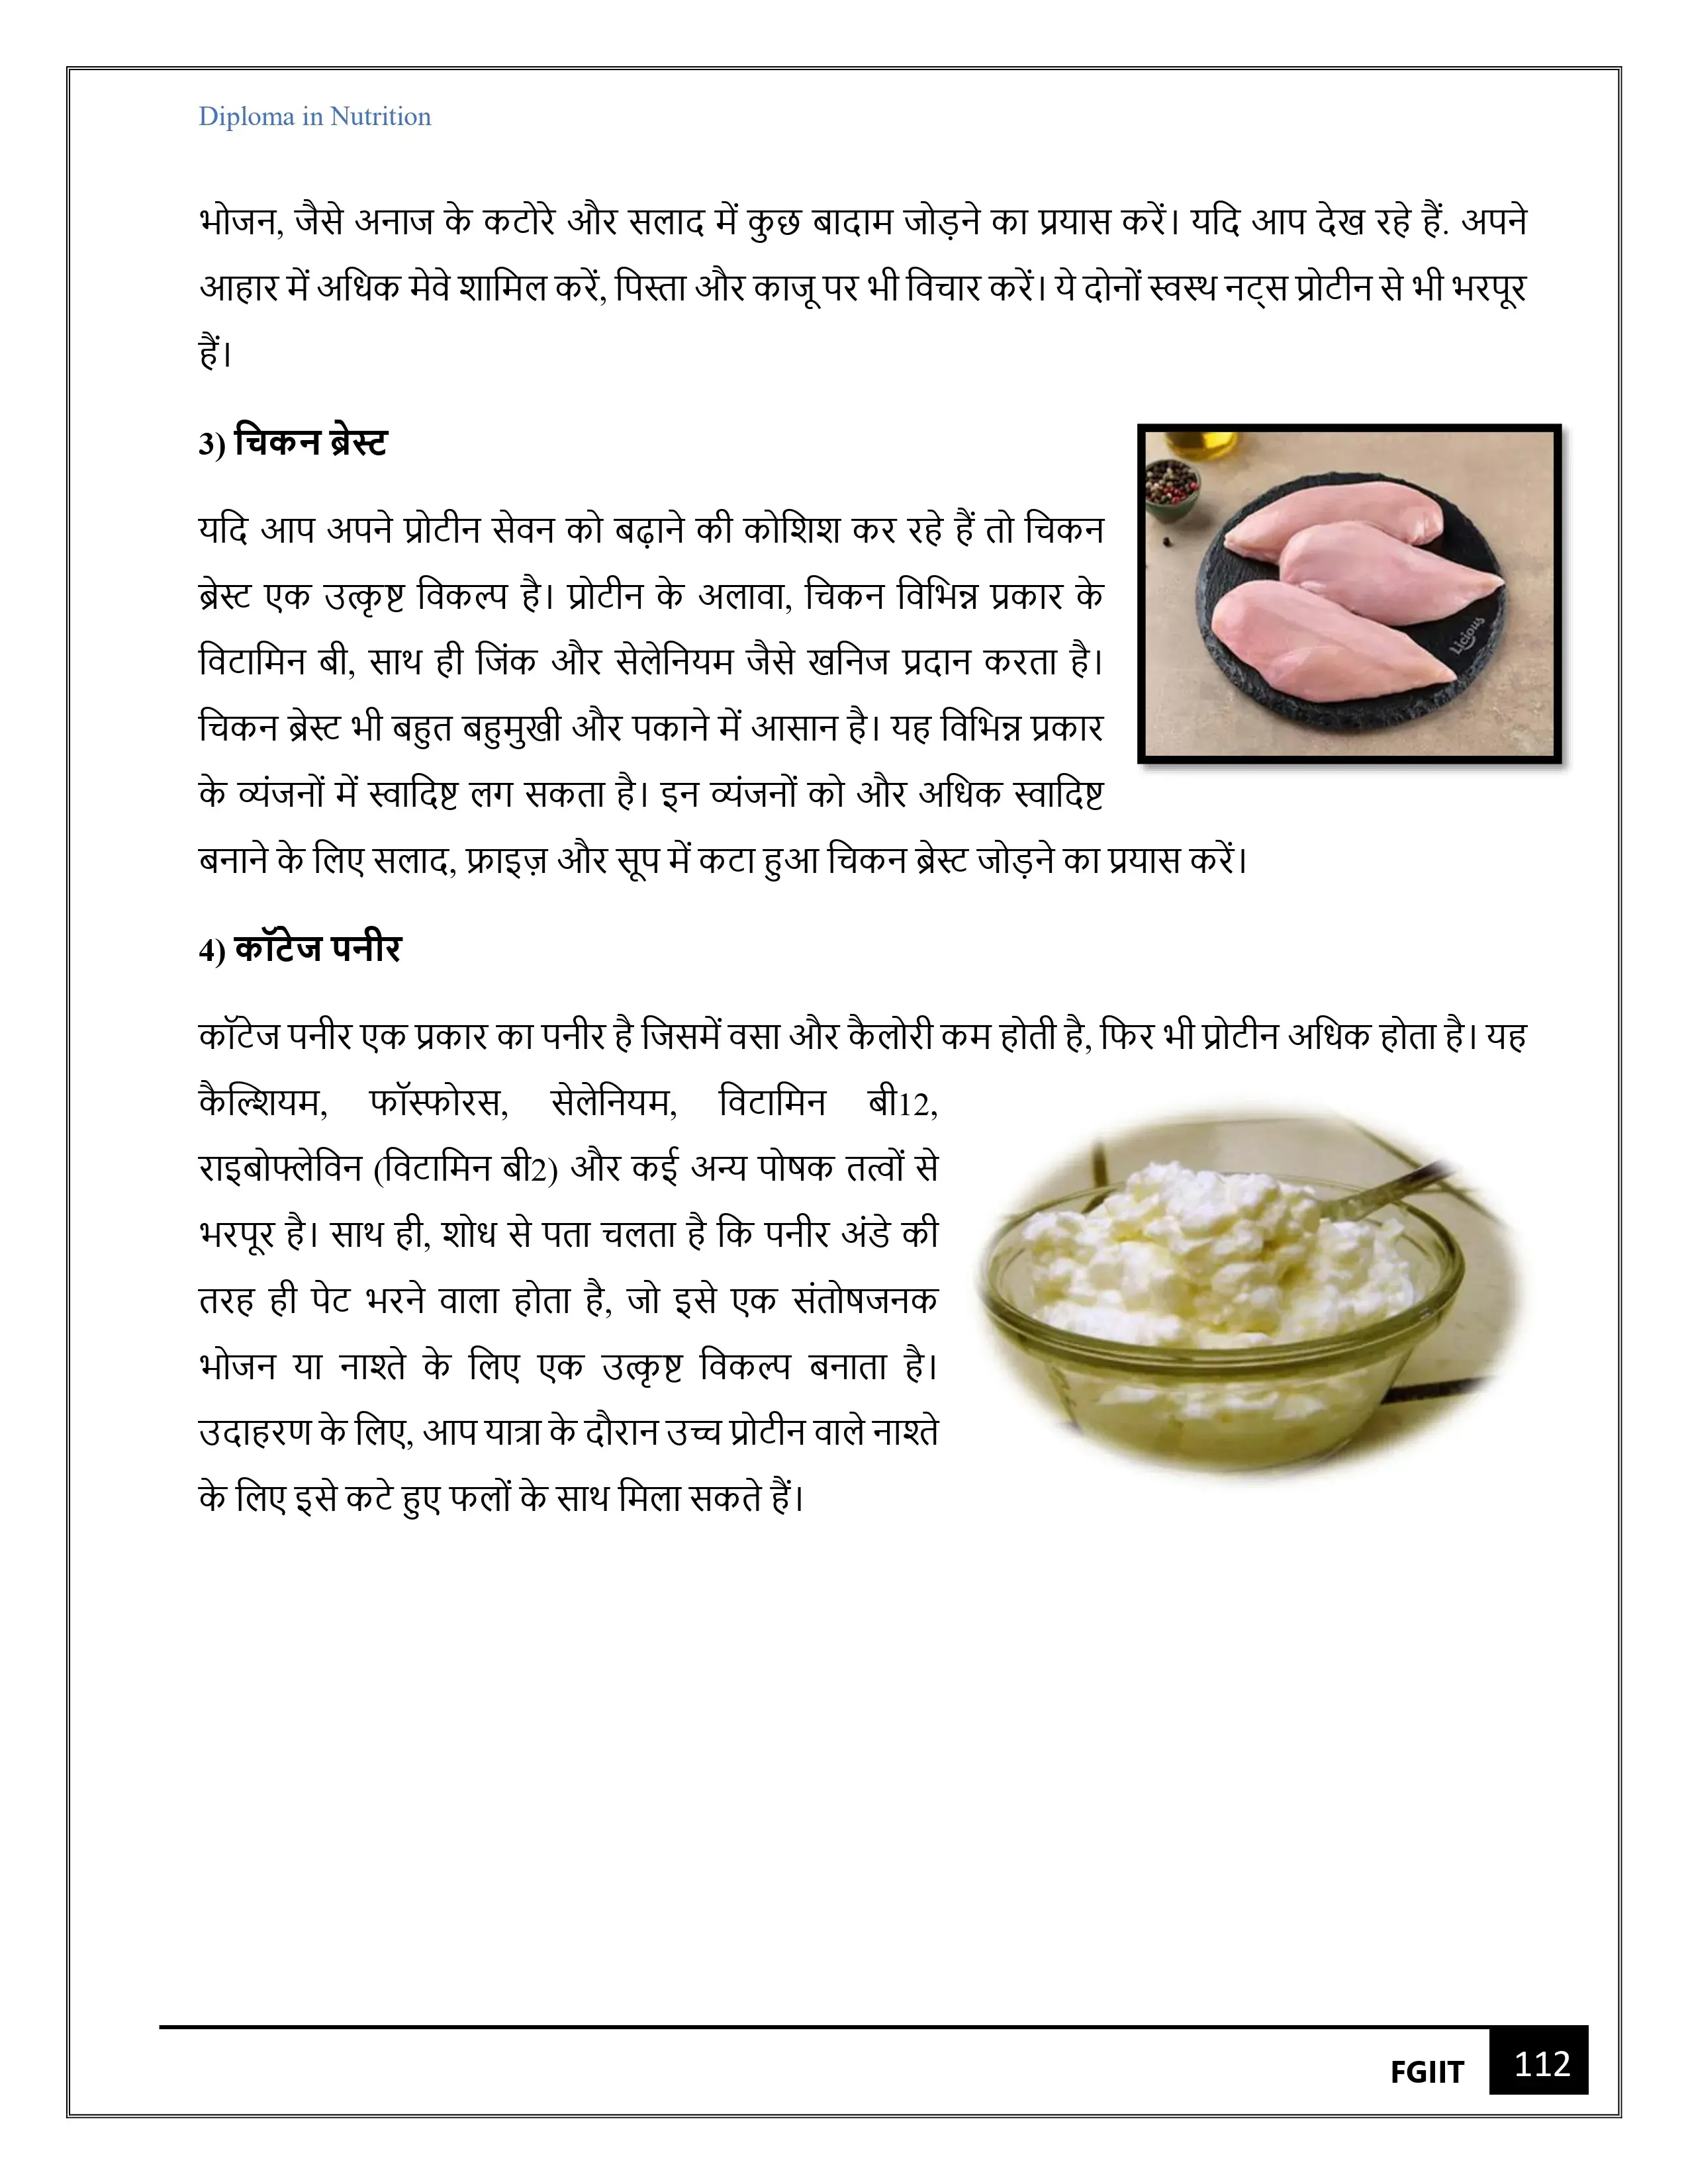 Diploma in Nutrition
भोजन, जैसे अनाज के कटोरे और सलाद में कुछ बादाम जोड़ने का प्रयास करें। यदि आप देख रहे हैं. अपने
आहार में अधिक मेवे शामिल करें, पिस्ता और काजू पर भी विचार करें। ये दोनों स्वस्थ नट्स प्रोटीन से भी भरपूर
हैं।
3) चिकन ब्रेस्ट
यदि आप अपने प्रोटीन सेवन को बढ़ाने की कोशिश कर रहे हैं तो चिकन
ब्रेस्ट एक उत्कृष्ट विकल्प है। प्रोटीन के अलावा, चिकन विभिन्न प्रकार के
विटामिन बी, साथ ही जिंक और सेलेनियम जैसे खनिज प्रदान करता है।
चिकन ब्रेस्ट भी बहुत बहुमुखी और पकाने में आसान है। यह विभिन्न प्रकार
के व्यंजनों में स्वादिष्ट लग सकता है। इन व्यंजनों को और अधिक स्वादिष्ट
बनाने के लिए सलाद, फ्राइज़ और सूप में कटा हुआ चिकन ब्रेस्ट जोड़ने का प्रयास करें।
Licious
4) कॉटेज पनीर
कॉटेज पनीर एक प्रकार का पनीर है जिसमें वसा और कैलोरी कम होती है, फिर भी प्रोटीन अधिक होता है। यह
कैल्शियम, फॉस्फोरस, सेलेनियम, विटामिन बी12,
राइबोफ्लेविन (विटामिन बी2) और कई अन्य पोषक तत्वों से
भरपूर है। साथ ही, शोध से पता चलता है कि पनीर अंडे की
तरह ही पेट भरने वाला होता है, जो इसे एक संतोषजनक
भोजन या नाश्ते के लिए एक उत्कृष्ट विकल्प बनाता है।
उदाहरण के लिए, आप यात्रा के दौरान उच्च प्रोटीन वाले नाश्ते
के लिए इसे कटे हुए फलों के साथ मिला सकते हैं।
FGIIT 112